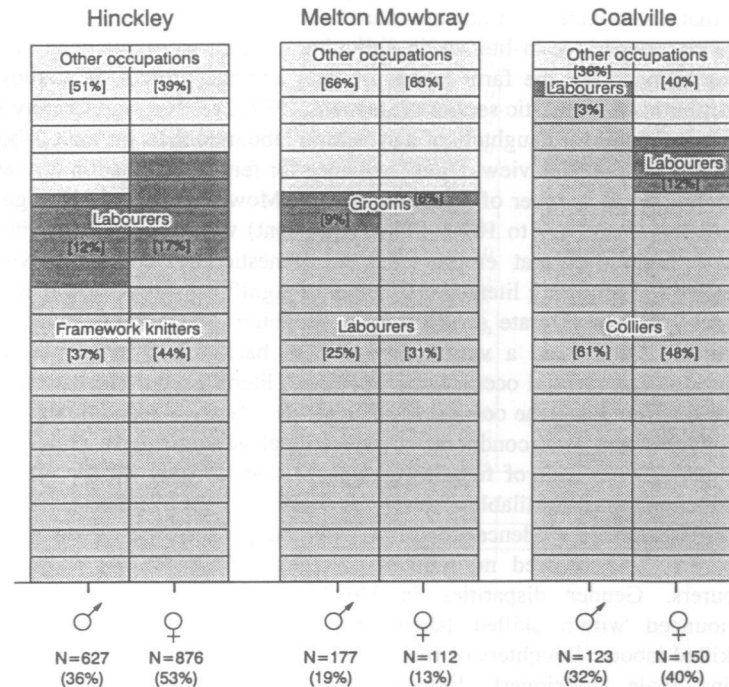 Hinckley Melton Mowbray Coalville
Other occupations Other occupations Other occupations
[51%] [39%] [66%] [63%] [36%] [40%]
Labourers
[3%]
Labourers
[12%]
Labourers
[12%] [17%]
Grooms
[9%] [6%]
Framework knitters Labourers Colliers
[37%] [44%] [25%] [31%] [61%] [48%]
♂ ♀ ♂ ♀ ♂ ♀
N=627 N=876 N=177 N=112 N=123 N=150
(36%) (53%) (19%) (13%) (32%) (40%)